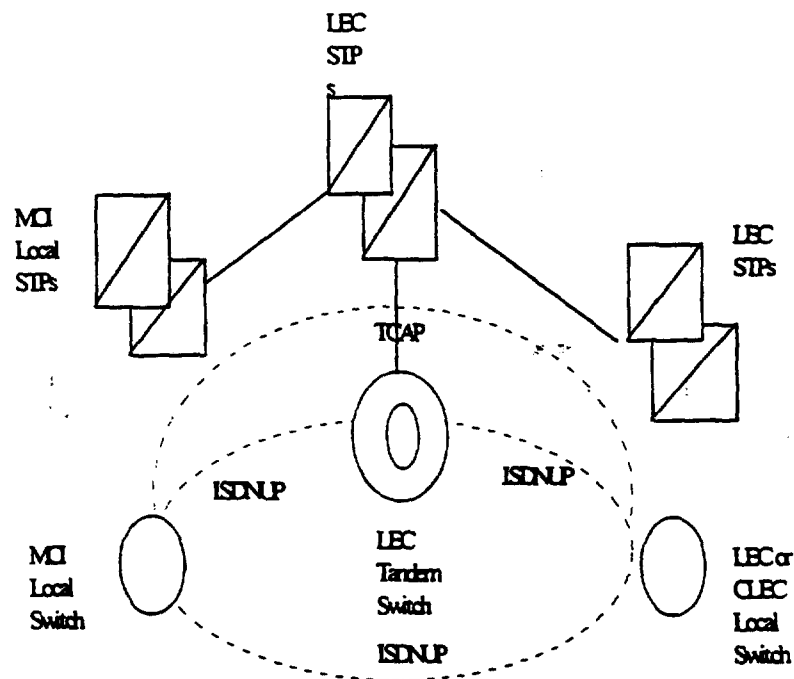 LEC
STP
s
MCI
Local
STPs
LEC
STPs
TCAP
ISDNUP
ISDNUP
MCI
Local
Switch
LEC
Tandem
Switch
LEC or
CLEC
Local
Switch
ISDNUP